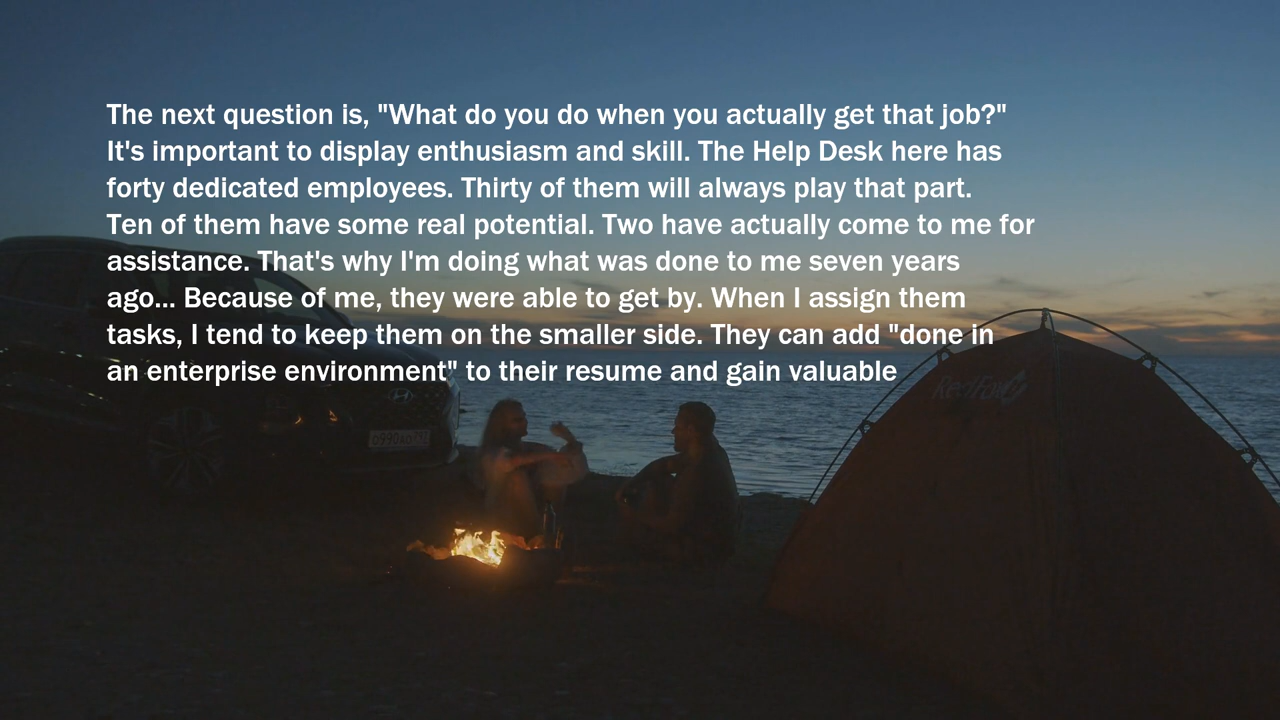 The next question is, "What do you do when you actually get that job?"
It's important to display enthusiasm and skill. The Help Desk here has
forty dedicated employees. Thirty of them will always play that part.
Ten of them have some real potential. Two have actually come to me for
assistance. That's why I'm doing what was done to me seven years
ago... Because of me, they were able to get by. When I assign them
tasks, I tend to keep them on the smaller side. They can add "done in
an enterprise environment" to their resume and gain valuable
RedFox